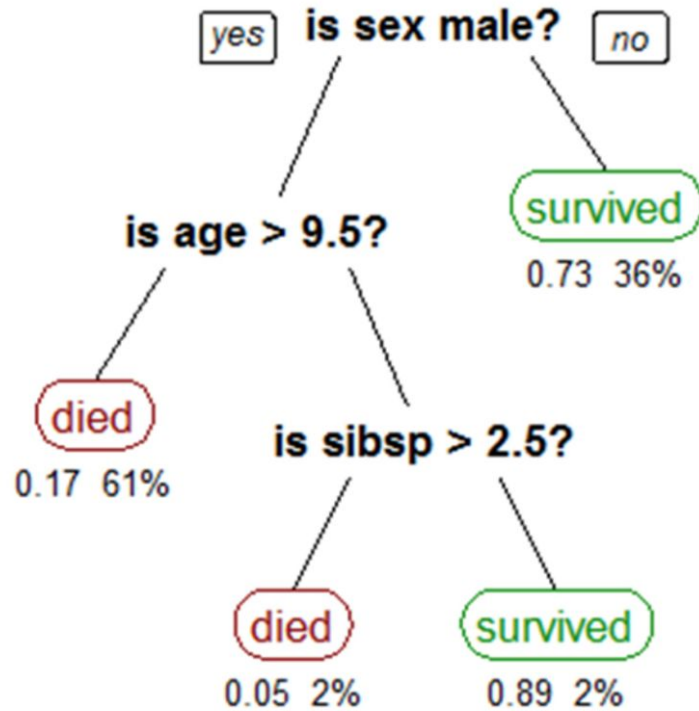 yes is sex male? no
survived
is age > 9.5? 0.73 36%
died
is sibsp > 2.5?
0.17 61%
died survived
0.05 2% 0.89 2%